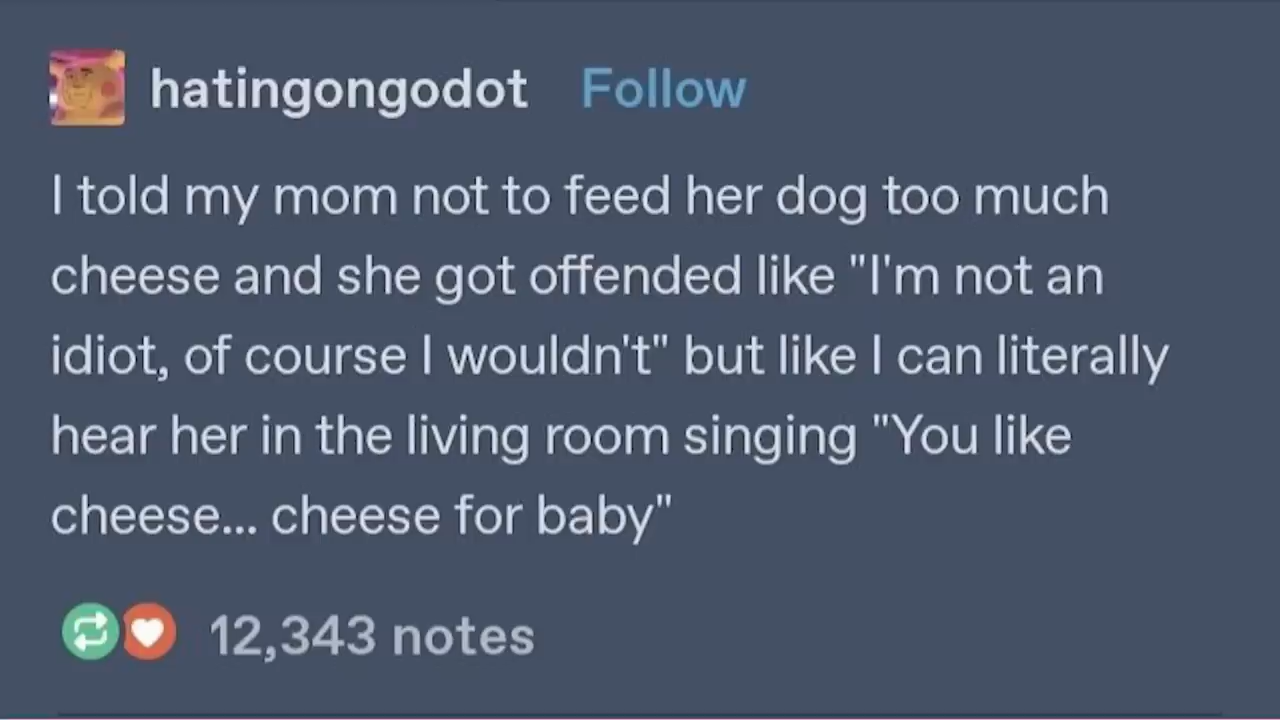 hatingongodot Follow
I told my mom not to feed her dog too much
cheese and she got offended like "I'm not an
idiot, of course I wouldn't" but like I can literally
hear her in the living room singing "You like
cheese... cheese for baby"
12,343 notes